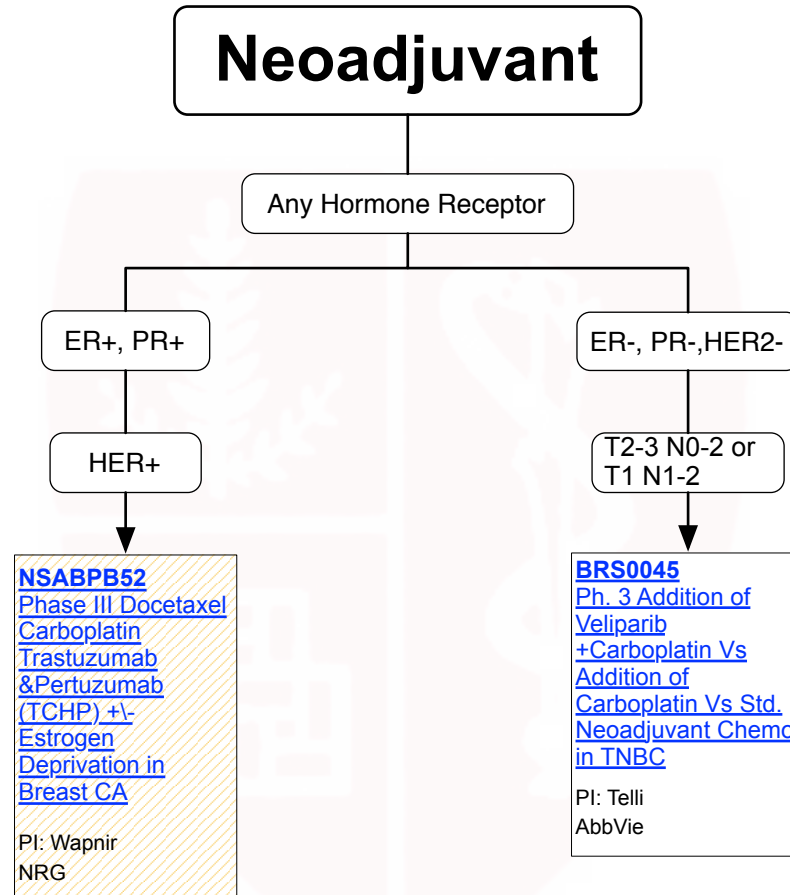 Neoadjuvant
Any Hormone Receptor
ER+, PR+
ER-, PR-,HER2-
HER+
T2-3 N0-2 or
T1 N1-2
NSABPB52
Phase III Docetaxel
Carboplatin
Trastuzumab
&Pertuzumab
(TCHP) +\-
Estrogen
Deprivation in
Breast CA
PI: Wapnir
NRG
BRS0045
Ph. 3 Addition of
Veliparib
+Carboplatin Vs
Addition of
Carboplatin Vs Std.
Neoadjuvant Chemo
in TNBC
PI: Telli
AbbVie